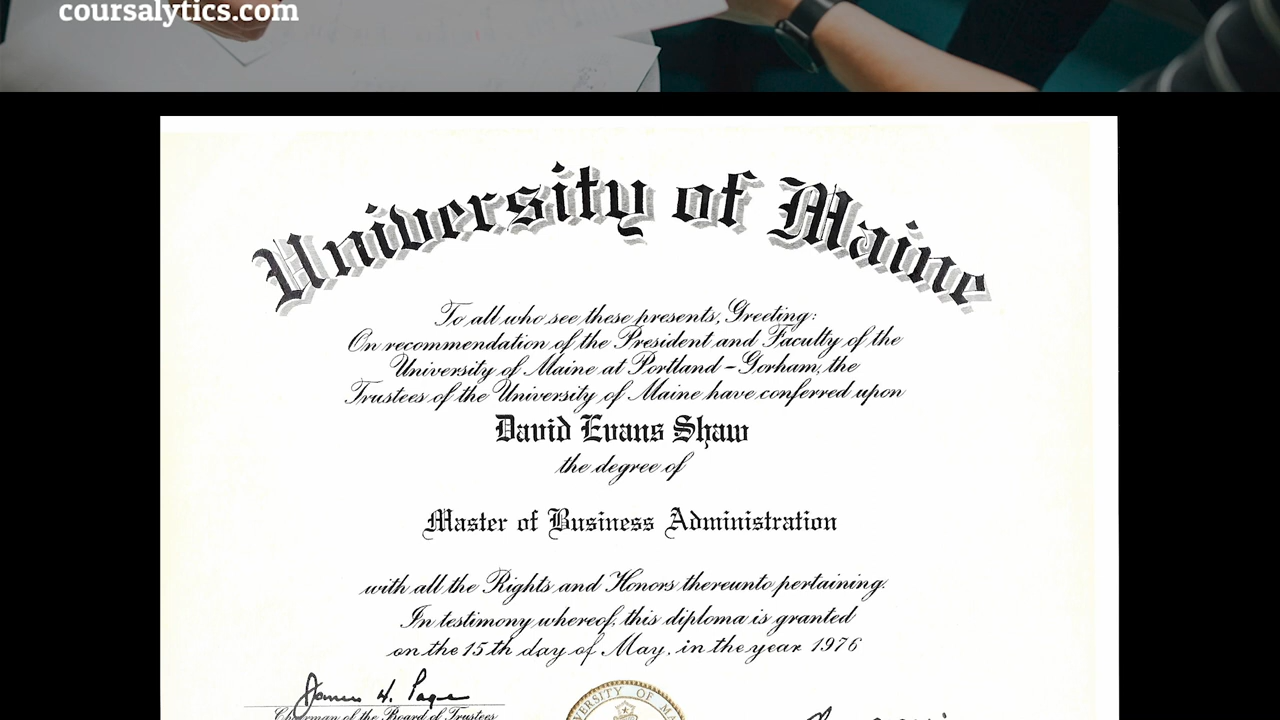 coursalytics.com
University of Maine
To all who see these presents, Greeting:
On recommendation of the President and Faculty of the
University of Maine at Portland-Gorham, the
Trustees of the University of Maine have conferred upon
David Evans Shaw
the degree of
Master of Business Administration
with all the Rights and Honors thereunto pertaining.
In testimony whereof, this diploma is granted
on the 15th day of May, in the year 1976
Chairman of the Board of Trustees